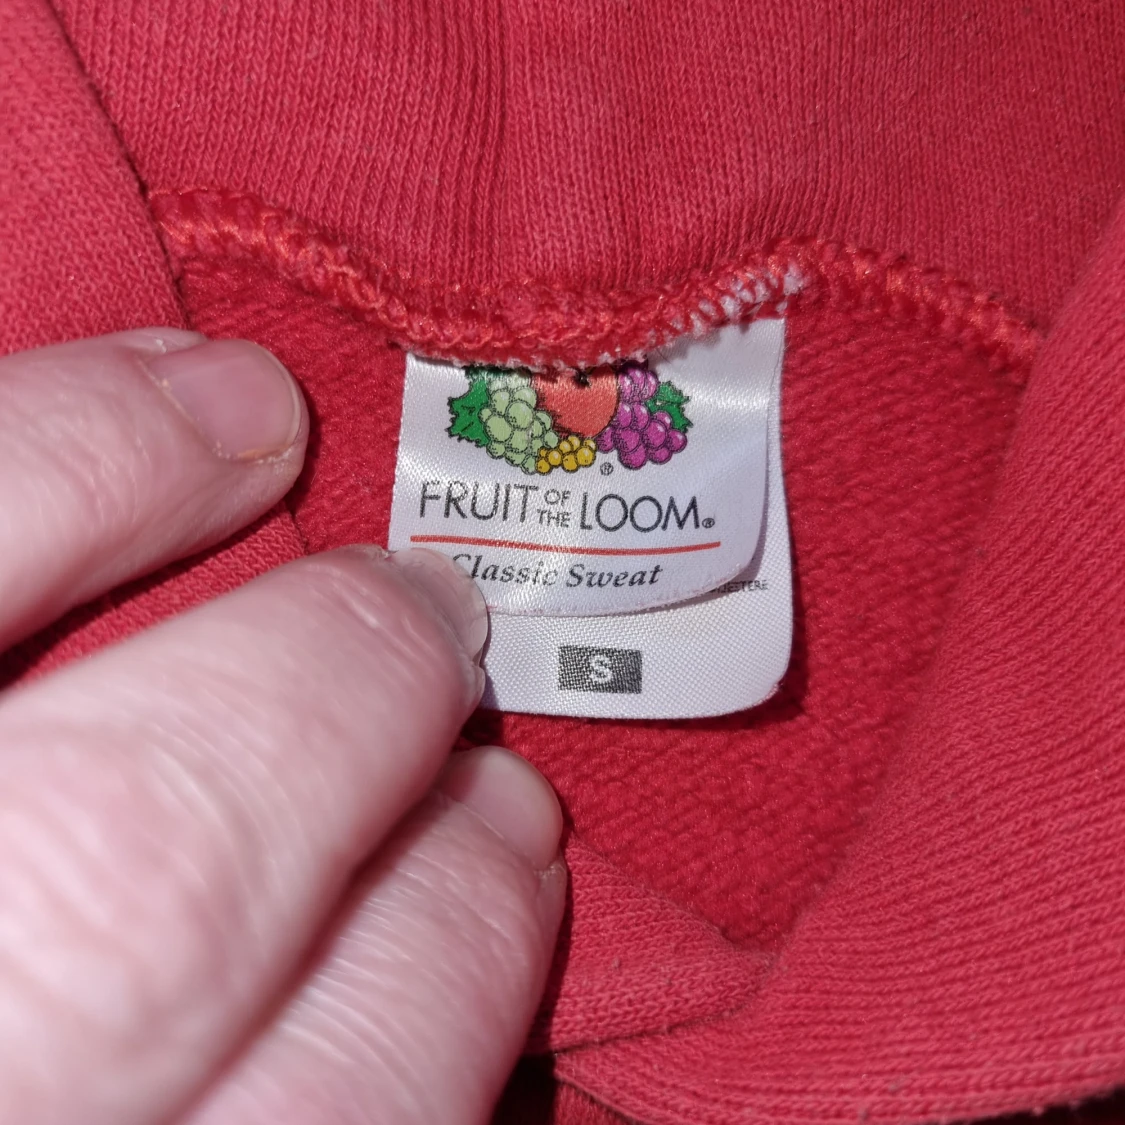 ®
FRUIT OF THE LOOM®
Classic Sweat
S